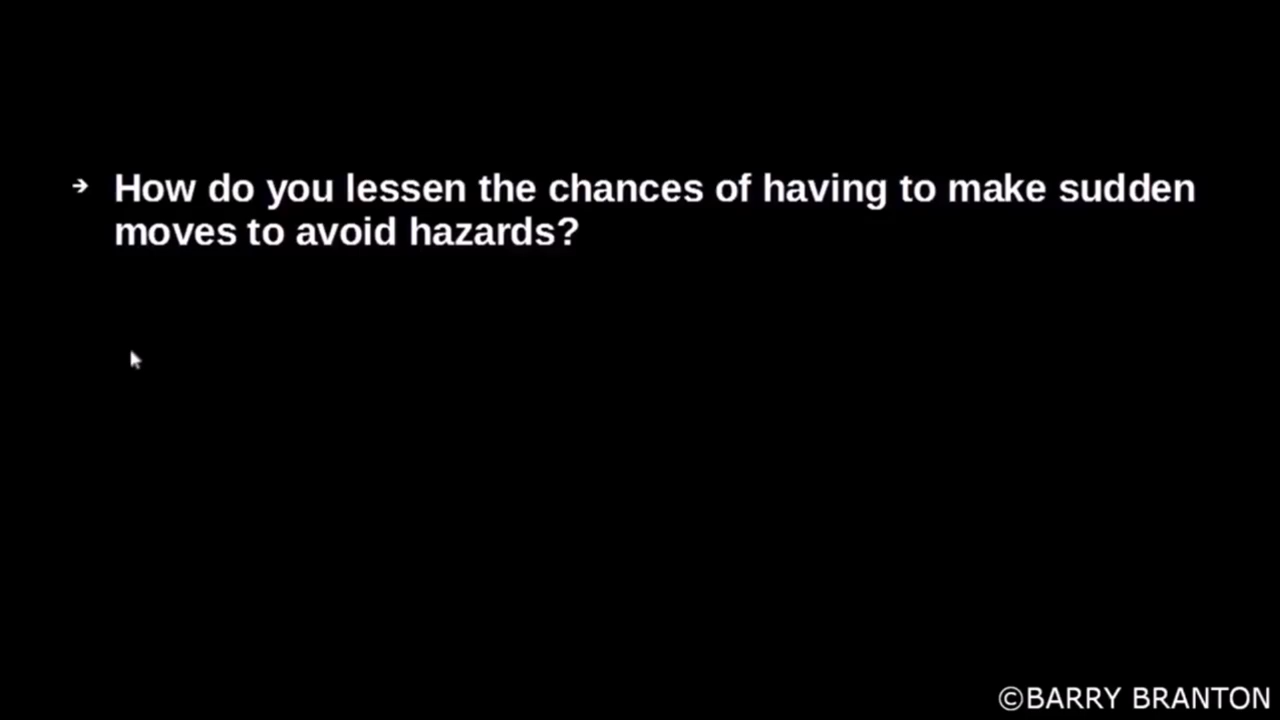 → How do you lessen the chances of having to make sudden
moves to avoid hazards?
©BARRY BRANTON